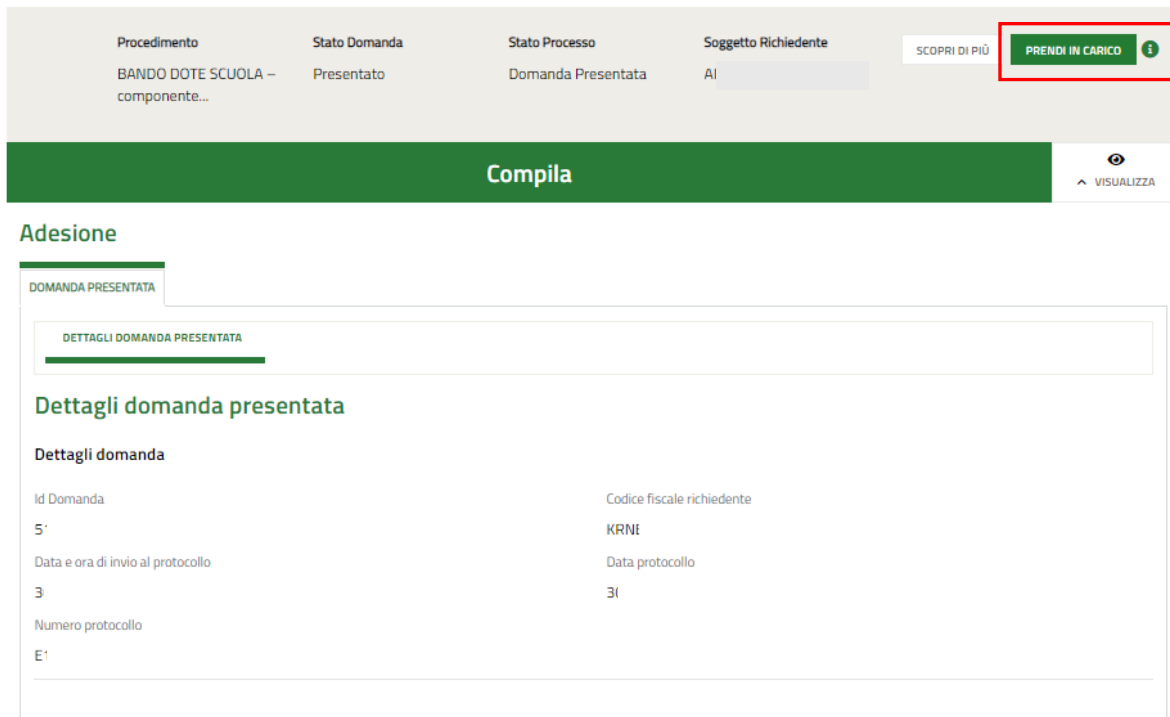 Procedimento
Stato Domanda
Stato Processo
Soggetto Richiedente
SCOPRI DI PIÙ
PRENDI IN CARICO
BANDO DOTE SCUOLA –
componente...
Presentato
Domanda Presentata
Al
Compila
VISUALIZZA
Adesione
DOMANDA PRESENTATA
DETTAGLI DOMANDA PRESENTATA
Dettagli domanda presentata
Dettagli domanda
Id Domanda
Codice fiscale richiedente
Data e ora di invio al protocollo
Data protocollo
Numero protocollo